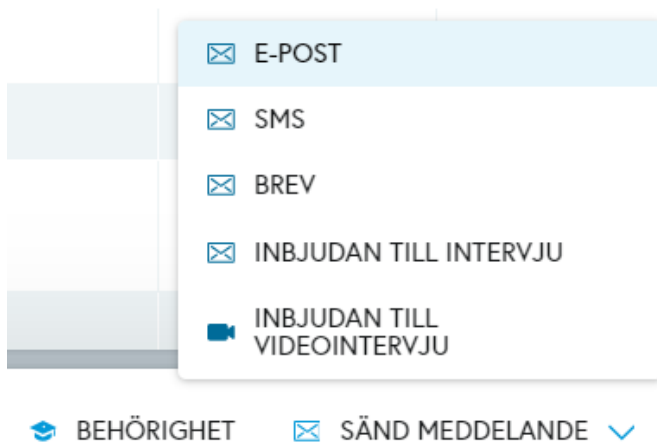 E-POST
SMS
BREV
INBJUDAN TILL INTERVJU
INBJUDAN TILL
VIDEOINTERVJU
BEHÖRIGHET SÄND MEDDELANDE